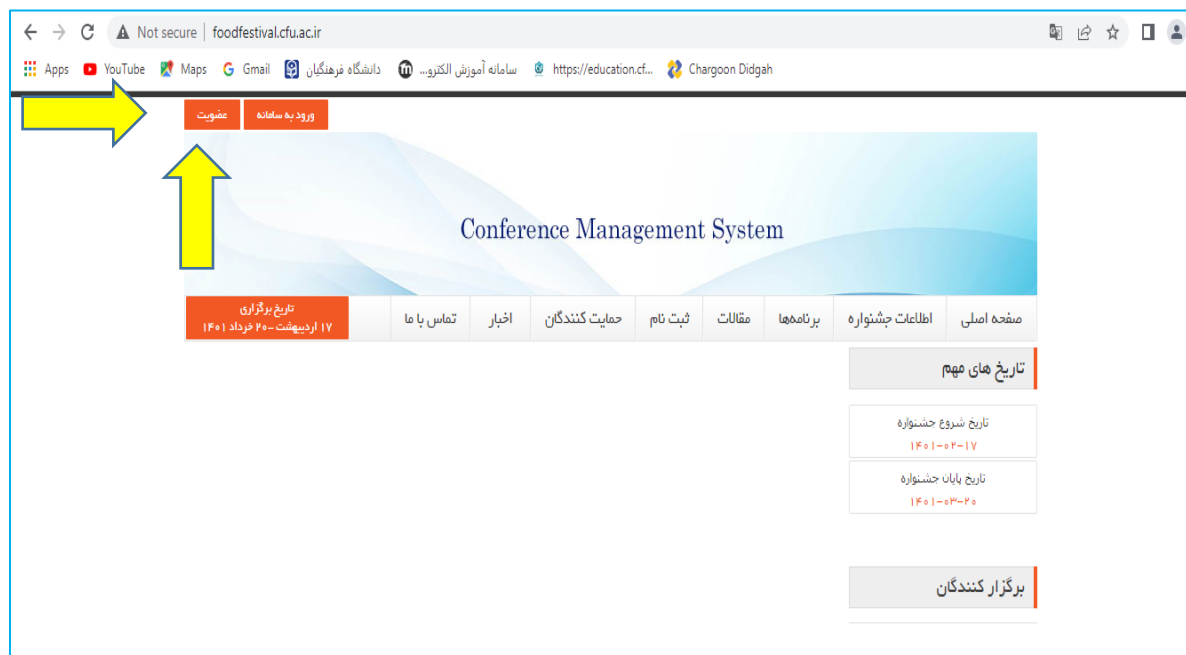 Not secure | foodfestival.cfu.ac.ir
Apps YouTube Maps Gmail دانشگاه فرهنگیان سامانه آموزش الکترو... https://education.cf... Chargoon Didgah
ورود به سامانه عضویت
Conference Management System
صفحه اصلی اطلاعات جشنواره برنامه‌ها مقالات ثبت نام حمایت کنندگان اخبار تماس با ما
تاریخ برگزاری
۱۷ اردیبهشت -۲۰ خرداد ۱۴۰۱
تاریخ های مهم
تاریخ شروع جشنواره
۱۴۰۱-۰۲-۱۷
تاریخ پایان جشنواره
۱۴۰۱-۰۳-۲۰
برگزار کنندگان